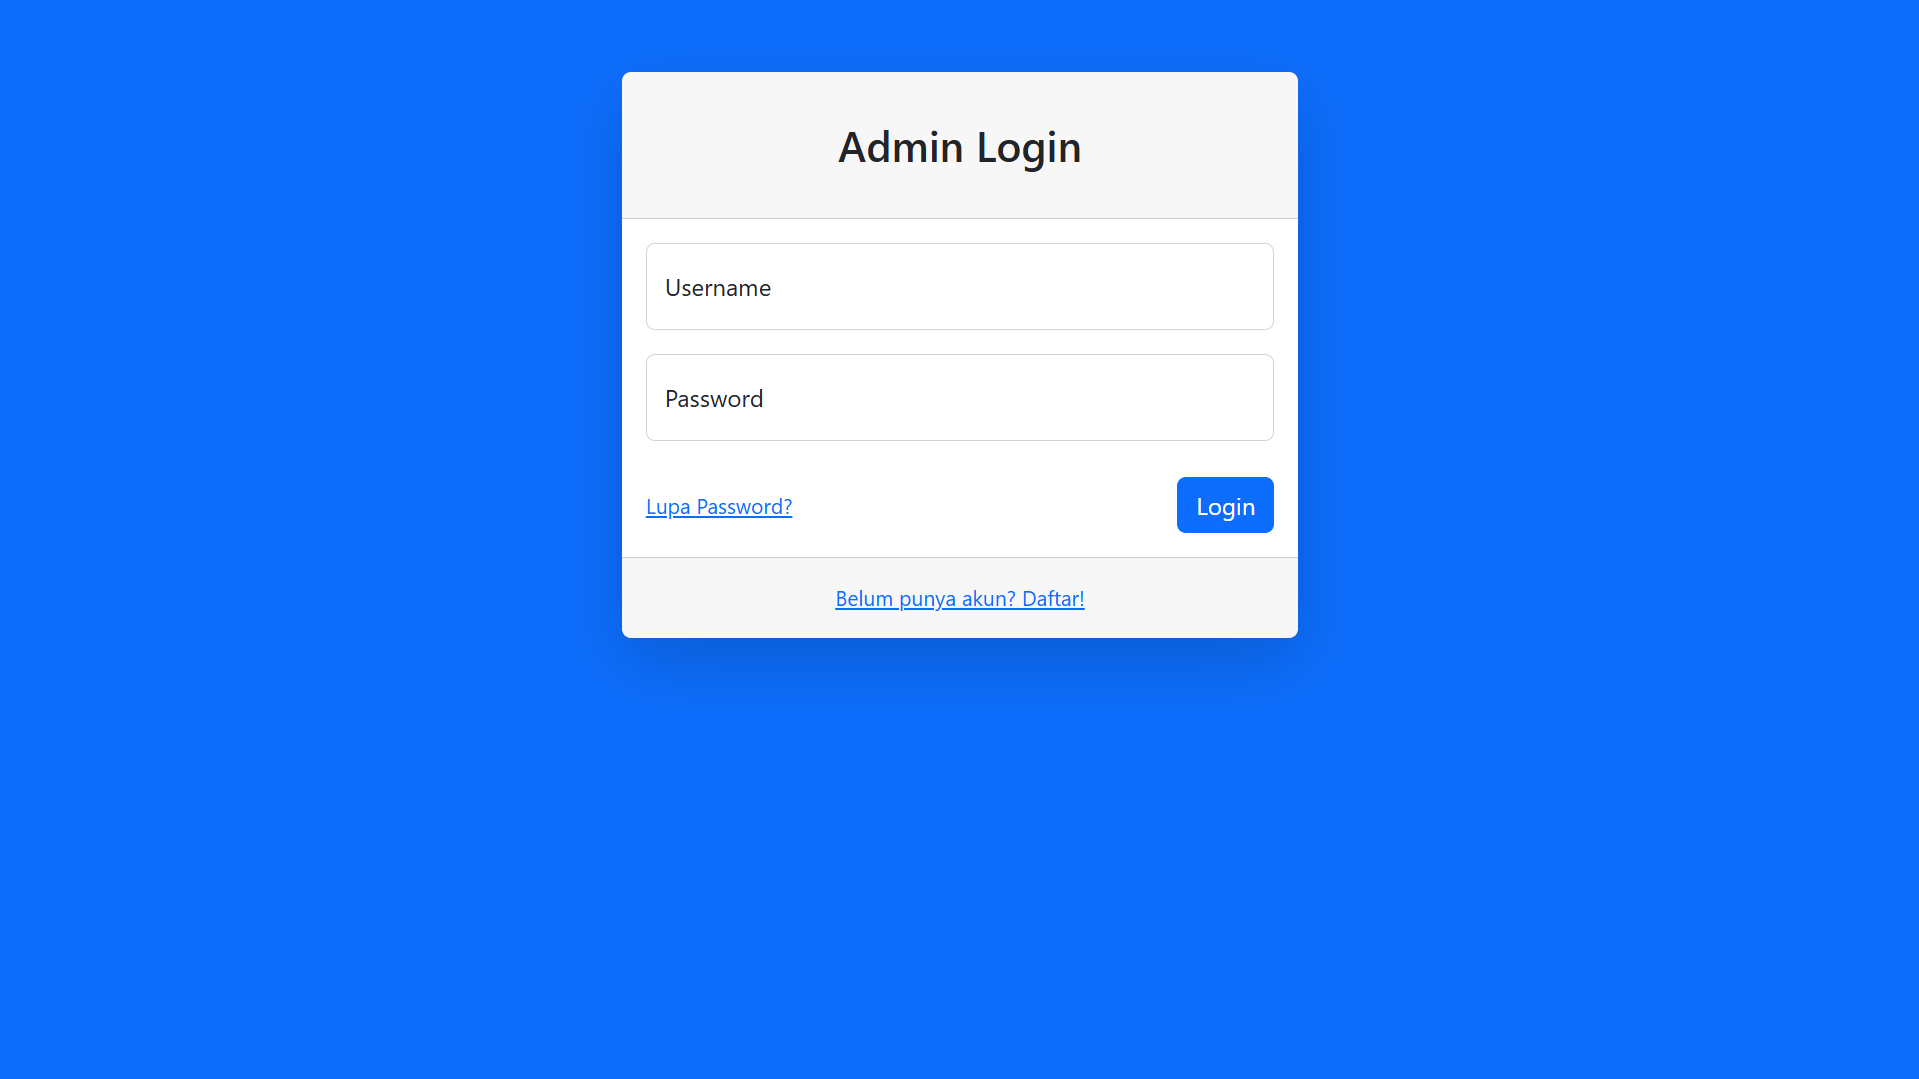 Admin Login
Username
Password
Lupa Password?
Login
Belum punya akun? Daftar!